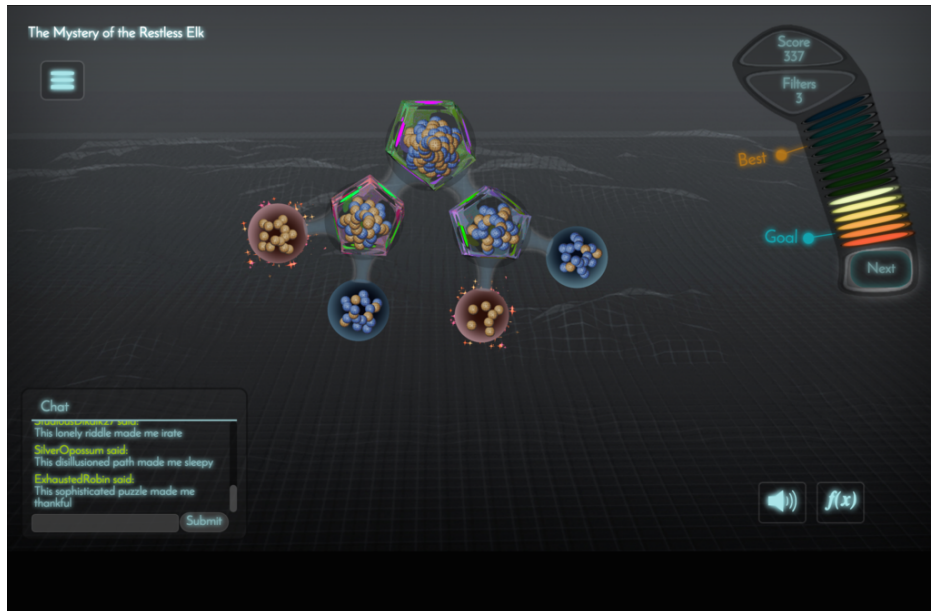 The Mystery of the Restless Elk
Score
337
Filters
3
Best
Goal
Next
Chat
said:
This lonely riddle made me irate
SilverOpossum said:
This disillusioned path made me sleepy
ExhaustedRobin said:
This sophisticated puzzle made me
thankful
Submit
f(x)